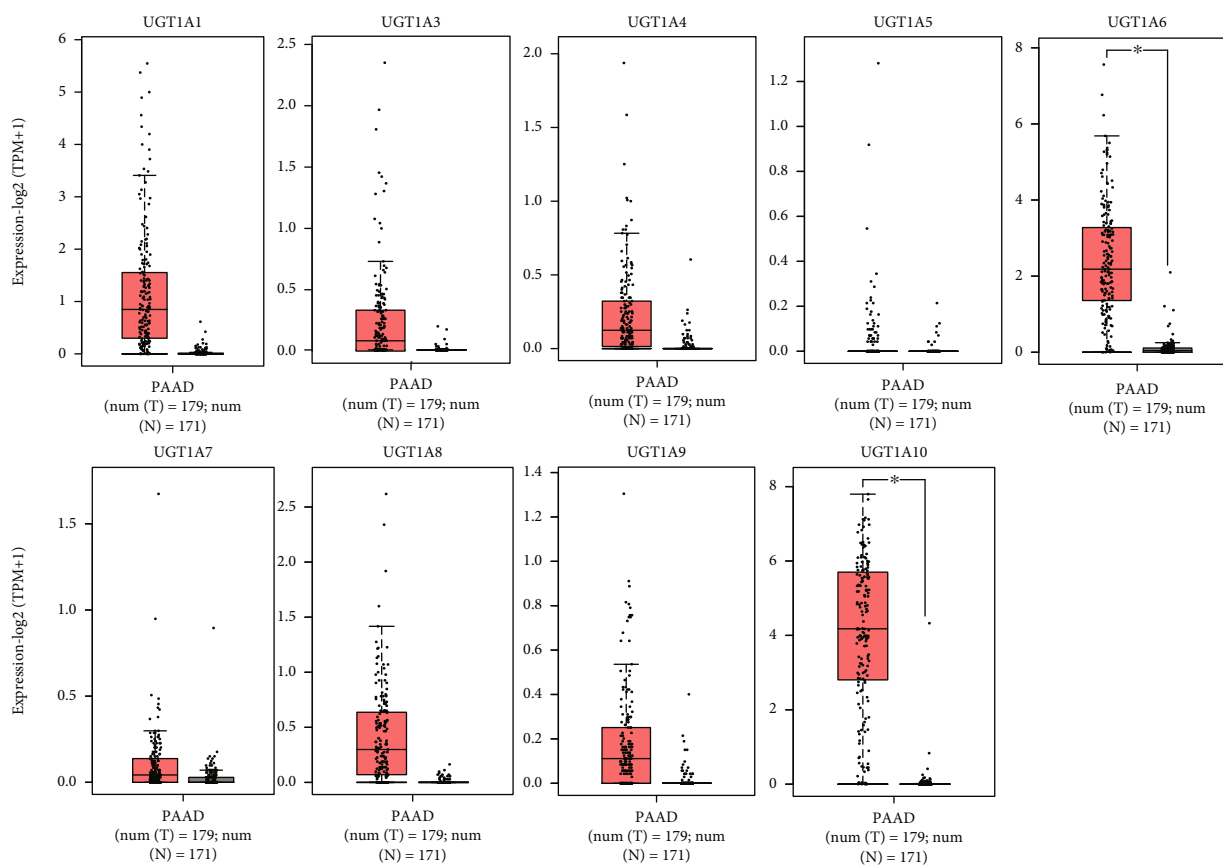 UGT1A1
UGT1A3
UGT1A4
UGT1A5
UGT1A6
Expression-log2 (TPM+1)
6
5
4
3
2
1
0
2.5
2.0
1.5
1.0
0.5
0.0
2.0
1.5
1.0
0.5
0.0
1.2
1.0
0.8
0.6
0.4
0.2
0.0
8
6
4
2
0
*
PAAD
(num (T) = 179; num
(N) = 171)
PAAD
(num (T) = 179; num
(N) = 171)
PAAD
(num (T) = 179; num
(N) = 171)
PAAD
(num (T) = 179; num
(N) = 171)
PAAD
(num (T) = 179; num
(N) = 171)
UGT1A7
UGT1A8
UGT1A9
UGT1A10
Expression-log2 (TPM+1)
1.5
1.0
0.5
0.0
2.5
2.0
1.5
1.0
0.5
0.0
1.4
1.2
1.0
0.8
0.6
0.4
0.2
0.0
8
6
4
2
0
*
PAAD
(num (T) = 179; num
(N) = 171)
PAAD
(num (T) = 179; num
(N) = 171)
PAAD
(num (T) = 179; num
(N) = 171)
PAAD
(num (T) = 179; num
(N) = 171)